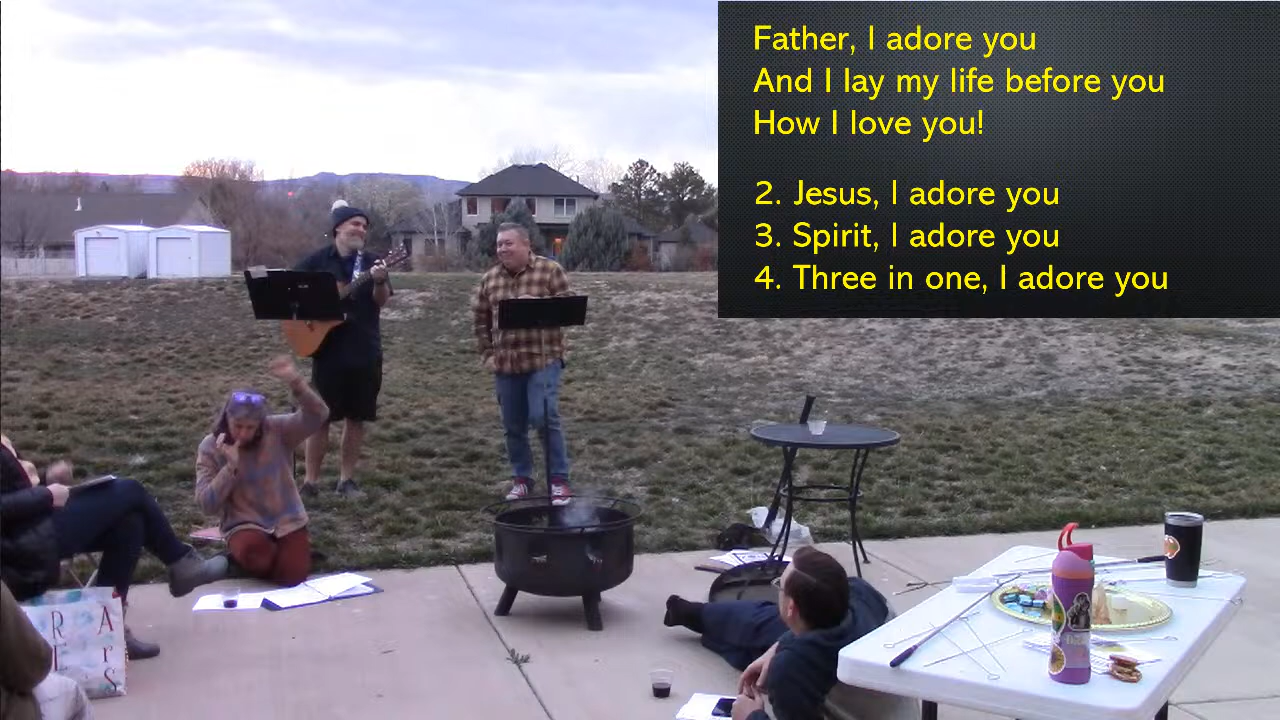 Father, I adore you
And I lay my life before you
How I love you!
2. Jesus, I adore you
3. Spirit, I adore you
4. Three in one, I adore you
R A
E r
S